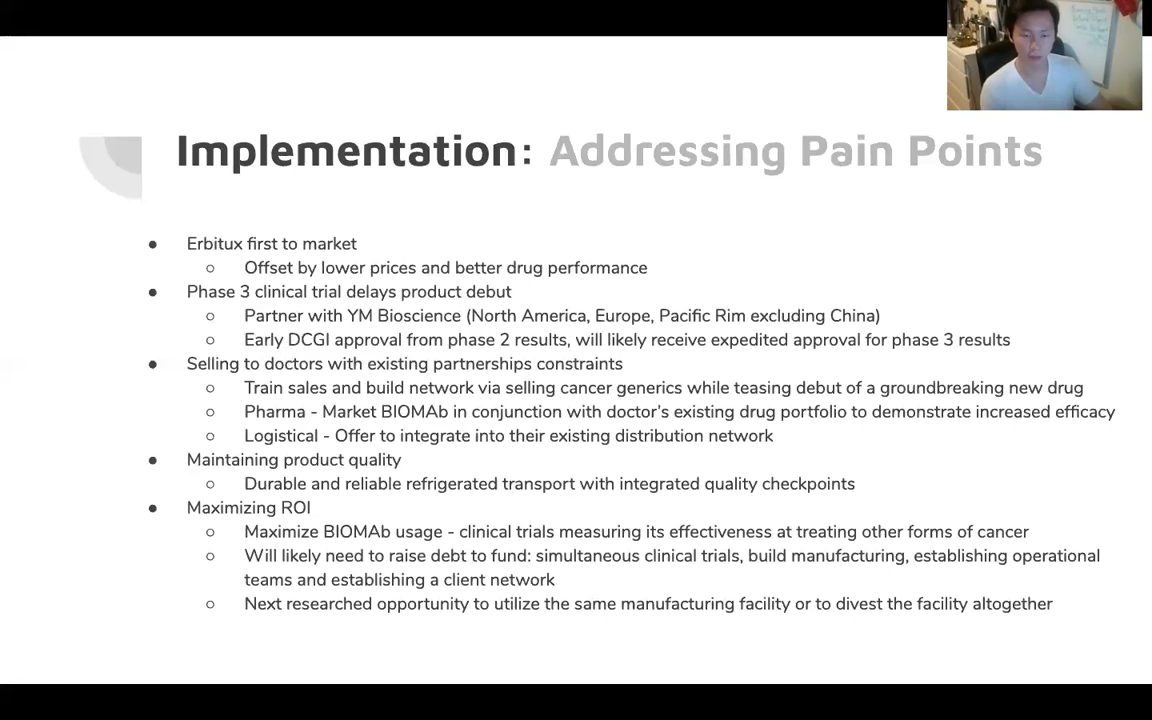 Implementation: Addressing Pain Points
● Erbitux first to market
○ Offset by lower prices and better drug performance
● Phase 3 clinical trial delays product debut
○ Partner with YM Bioscience (North America, Europe, Pacific Rim excluding China)
○ Early DCGI approval from phase 2 results, will likely receive expedited approval for phase 3 results
● Selling to doctors with existing partnerships constraints
○ Train sales and build network via selling cancer generics while teasing debut of a groundbreaking new drug
○ Pharma - Market BIOMAb in conjunction with doctor's existing drug portfolio to demonstrate increased efficacy
○ Logistical - Offer to integrate into their existing distribution network
● Maintaining product quality
○ Durable and reliable refrigerated transport with integrated quality checkpoints
● Maximizing ROI
○ Maximize BIOMAb usage - clinical trials measuring its effectiveness at treating other forms of cancer
○ Will likely need to raise debt to fund: simultaneous clinical trials, build manufacturing, establishing operational
teams and establishing a client network
○ Next researched opportunity to utilize the same manufacturing facility or to divest the facility altogether